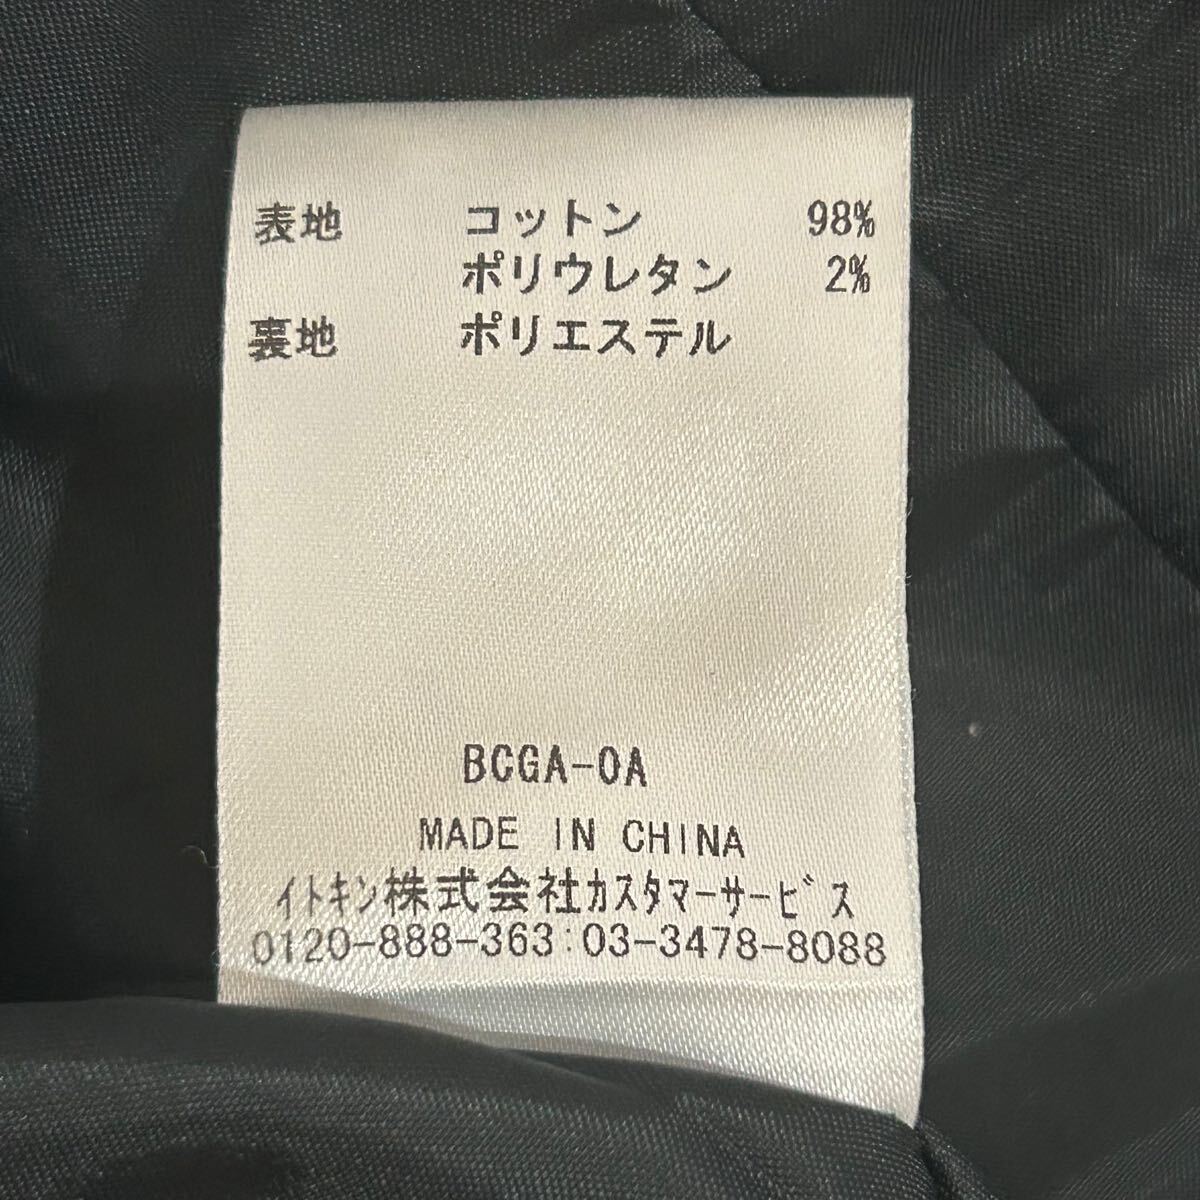 表地 コットン 98%
ポリウレタン 2%
裏地 ポリエステル
BCGA-0A
MADE IN CHINA
イトキン株式会社カスタマーサービス
0120-888-363:03-3478-8088